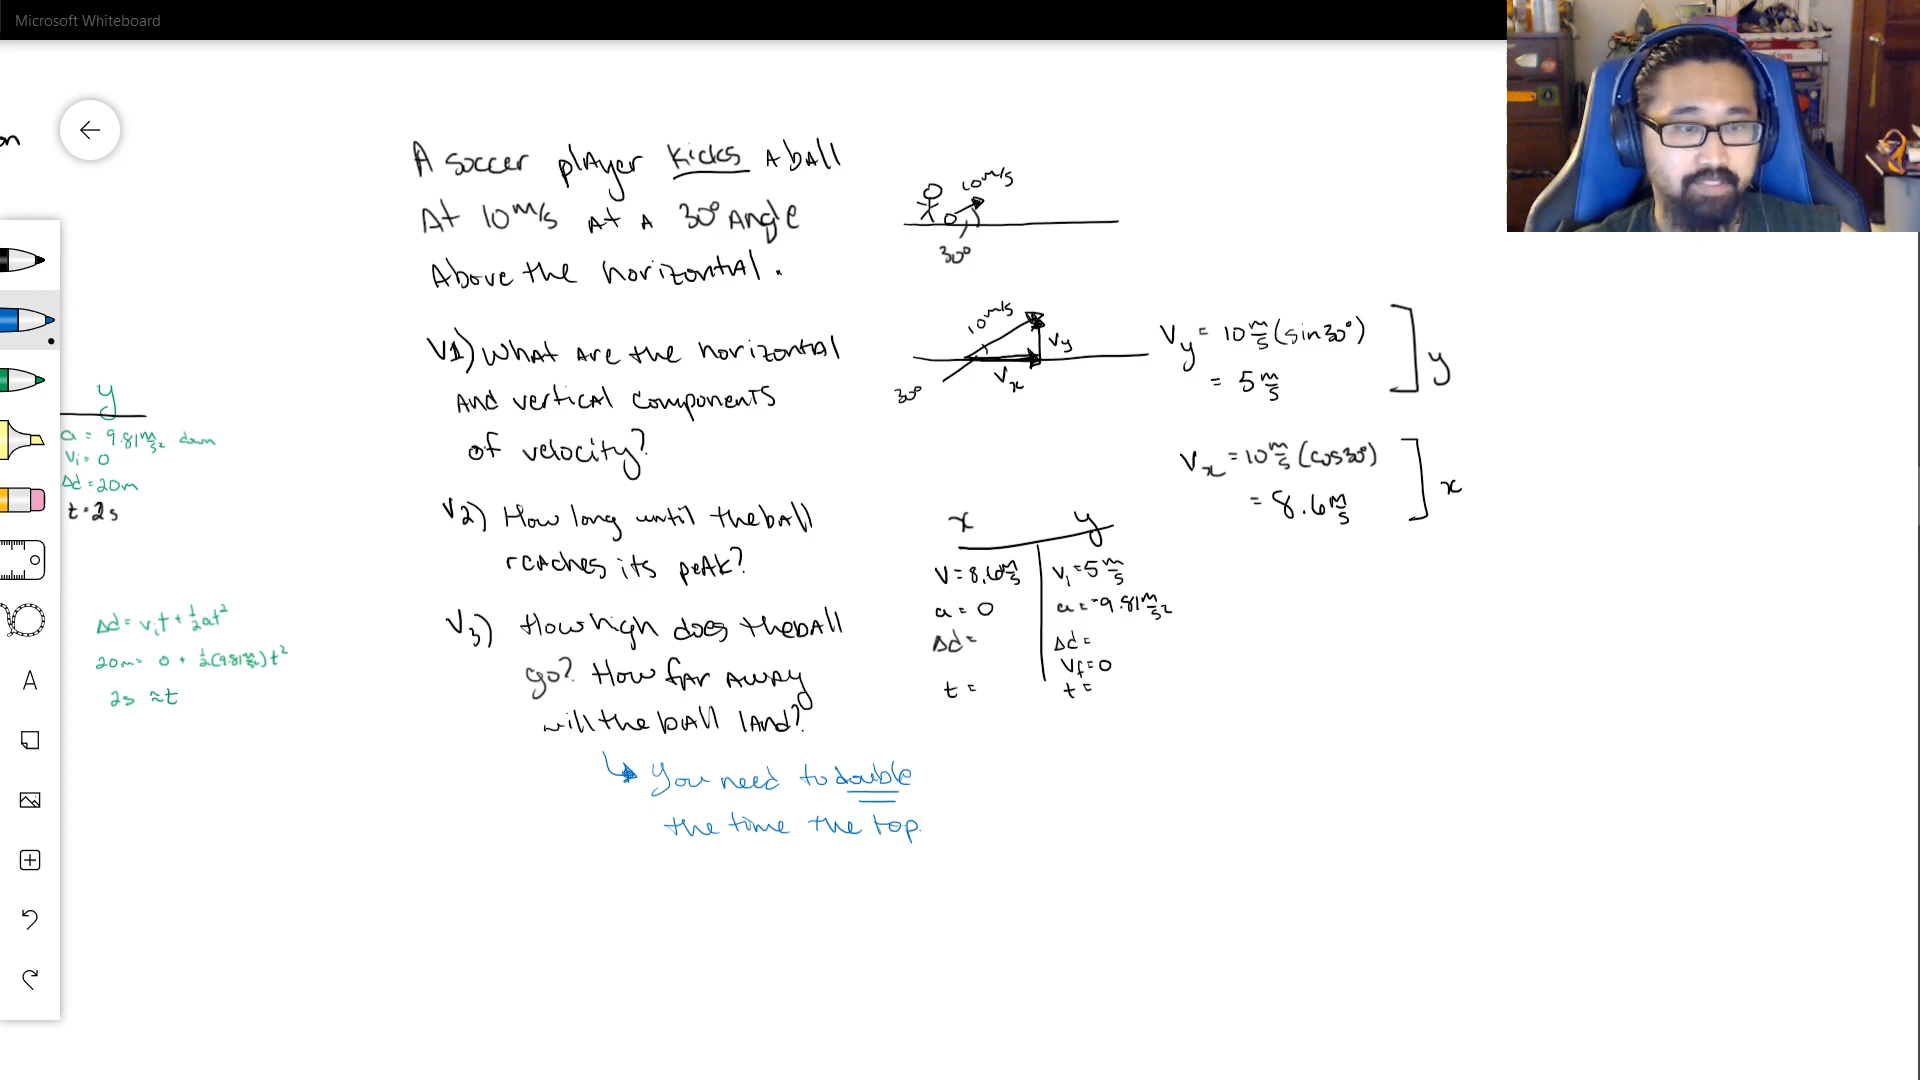 Microsoft Whiteboard
on
y
a = 9.81 m/s² down
Vi = 0
Δd = 20m
t = 2s
Δd = Vit + ½at²
20m = 0 + ½(9.81 m/s²)t²
2s ≈ t
A soccer player kicks A bAll
At 10 m/s At A 30° Angle
Above the horizontAl.
V1) WhAt Are the horizontAl
And verticAl components
of velocity?
V2) How long until the bAll
reAches its peAk?
V3) How high does the bAll
go? How fAr AwAy
will the bAll lAnd?
↳ You need to double
the time the top.
10 m/s
30°
10 m/s
Vy
Vx
30°
Vy = 10 m/s (sin30°)
= 5 m/s
y
Vx = 10 m/s (cos30°)
= 8.6 m/s
x
x y
V = 8.6 m/s Vi = 5 m/s
a = 0 a = -9.81 m/s²
Δd = Δd =
Vf = 0
t = t =
A